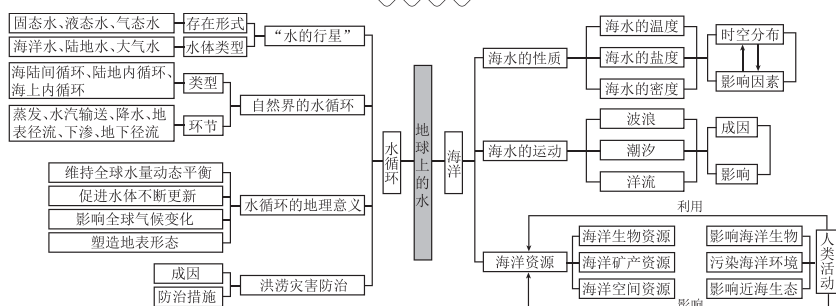 固态水、液态水、气态水
存在形式
海洋水、陆地水、大气水
水体类型
“水的行星”
海陆间循环、陆地内循环、
海上内循环
类型
蒸发、水汽输送、降水、地
表径流、下渗、地下径流
环节
自然界的水循环
维持全球水量动态平衡
促进水体不断更新
影响全球气候变化
塑造地表形态
水循环的地理意义
成因
防治措施
洪涝灾害防治
水循环
地球上的水
海洋
海水的性质
海水的温度
海水的盐度
海水的密度
时空分布
影响因素
海水的运动
波浪
潮汐
洋流
成因
影响
利用
海洋资源
海洋生物资源
海洋矿产资源
海洋空间资源
影响海洋生物
污染海洋环境
影响近海生态
人类活动
影响